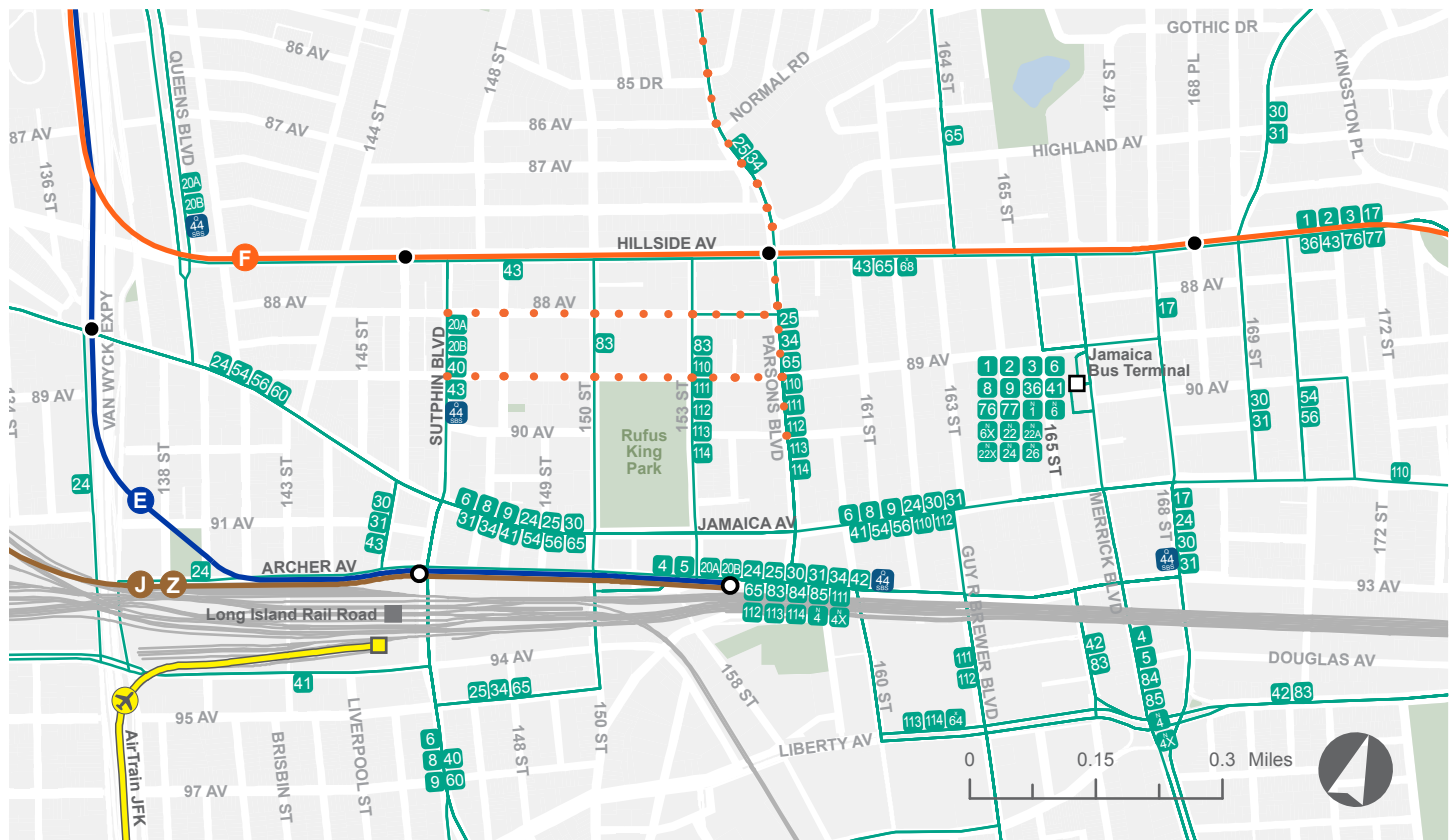 GOTHIC DR
86 AV
148 ST
QUEENS BLVD
85 DR
NORMAL RD
164 ST
167 ST
168 PL
KINGSTON PL
144 ST
87 AV
87 AV
86 AV
30
31
65
HIGHLAND AV
25 34
136 ST
87 AV
165 ST
20A
20B
Q
44
SBS
1 2 3 17
36 43 76 77
F
HILLSIDE AV
43
43 65 68
88 AV
88 AV
88 AV
17
VAN WYCK EXPY
145 ST
SUTPHIN BLVD
20A
20B
40
43
Q
44
SBS
83
150 ST
83
110
111
112
113
114
153 ST
25
34
65
110
111
112
113
114
PARSONS BLVD
89 AV
161 ST
163 ST
Jamaica
Bus Terminal
1 2 3 6
8 9 36 41
76 77 N1 N6
N6X N22 N22A
N22X N24 N26
165 ST
90 AV
169 ST
172 ST
30
31
54
56
110
24 54 56 60
89 AV
138 ST
143 ST
90 AV
149 ST
Rufus
King
Park
24
E
91 AV
30
31
43
6 8 9 24 25 30
31 34 41 54 56 65
JAMAICA AV
6 8 9 24 30 31
41 54 56 110 112
MERRICK BLVD
168 ST
17
24
30
31
Q
44
SBS
172 ST
93 AV
J Z
24
ARCHER AV
4 5 20A 20B 24 25 30 31 34 42 Q 44 SBS
65 83 84 85 111
112 113 114 N4 N4X
Long Island Rail Road
94 AV
158 ST
160 ST
GUY R BREWER BLVD
111
112
42
83
4
5
84
85
N4
N4X
DOUGLAS AV
42 83
41
25 34 65
95 AV
LIVERPOOL ST
BRISBIN ST
148 ST
150 ST
113 114 64
LIBERTY AV
6
8 40
9 60
97 AV
AirTrain JFK
0 0.15 0.3 Miles